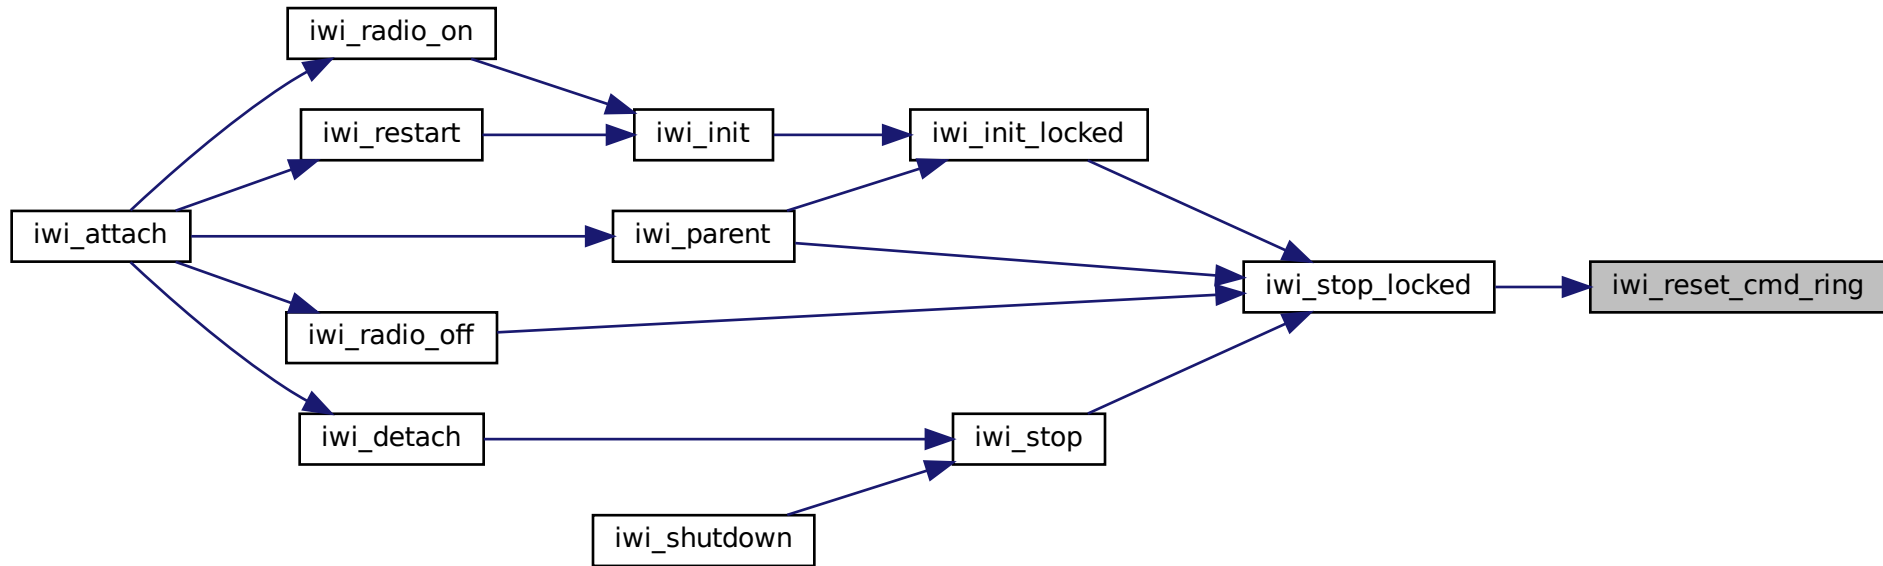 iwi_radio_on
iwi_restart
iwi_init
iwi_init_locked
iwi_attach
iwi_parent
iwi_stop_locked
iwi_reset_cmd_ring
iwi_radio_off
iwi_detach
iwi_stop
iwi_shutdown